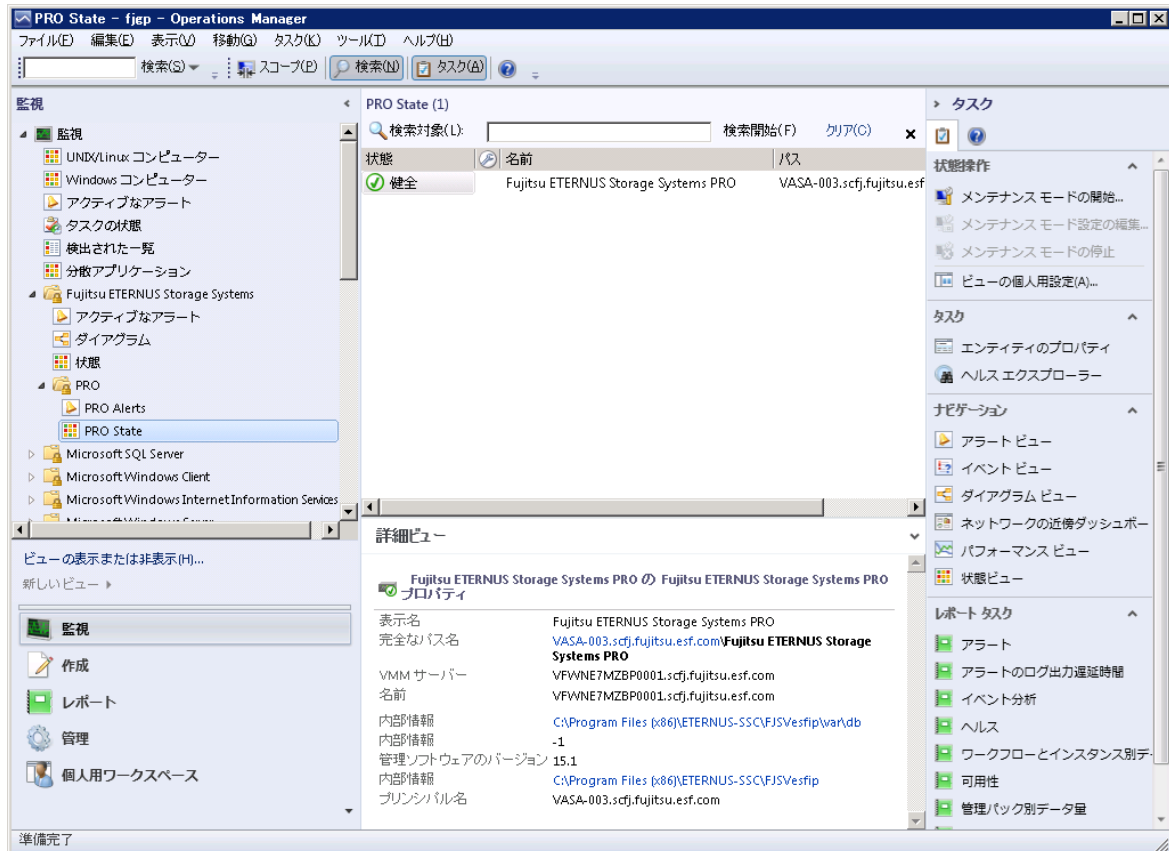 PRO State - fjgp - Operations Manager
ファイル(F) 編集(E) 表示(V) 移動(G) タスク(K) ツール(T) ヘルプ(H)
検索(S) スコープ(P) 検索(N) タスク(A)
監視
監視
UNIX/Linux コンピューター
Windows コンピューター
アクティブなアラート
タスクの状態
検出された一覧
分散アプリケーション
Fujitsu ETERNUS Storage Systems
アクティブなアラート
ダイアグラム
状態
PRO
PRO Alerts
PRO State
Microsoft SQL Server
Microsoft Windows Client
Microsoft Windows Internet Information Services
ビューの表示または非表示(H)...
新しいビュー
監視
作成
レポート
管理
個人用ワークスペース
PRO State (1)
検索対象(L): 検索開始(F) クリア(C)
状態 名前 パス
健全 Fujitsu ETERNUS Storage Systems PRO VASA-003.scfj.fujitsu.esf
詳細ビュー
Fujitsu ETERNUS Storage Systems PRO の Fujitsu ETERNUS Storage Systems PRO
プロパティ
表示名 Fujitsu ETERNUS Storage Systems PRO
完全なパス名 VASA-003.scfj.fujitsu.esf.com\Fujitsu ETERNUS Storage
Systems PRO
VMM サーバー VFWNE7MZBP0001.scfj.fujitsu.esf.com
名前 VFWNE7MZBP0001.scfj.fujitsu.esf.com
内部情報 C:\Program Files (x86)\ETERNUS-SSC\FJSVesfip\var\db
内部情報 -1
管理ソフトウェアのバージョン 15.1
内部情報 C:\Program Files (x86)\ETERNUS-SSC\FJSVesfip
プリンシパル名 VASA-003.scfj.fujitsu.esf.com
タスク
状態操作
メンテナンス モードの開始...
メンテナンス モード設定の編集...
メンテナンス モードの停止
ビューの個人用設定(A)...
タスク
エンティティのプロパティ
ヘルス エクスプローラー
ナビゲーション
アラート ビュー
イベント ビュー
ダイアグラム ビュー
ネットワークの近傍ダッシュボー
パフォーマンス ビュー
状態ビュー
レポート タスク
アラート
アラートのログ出力遅延時間
イベント分析
ヘルス
ワークフローとインスタンス別デー
可用性
管理パック別データ量
準備完了